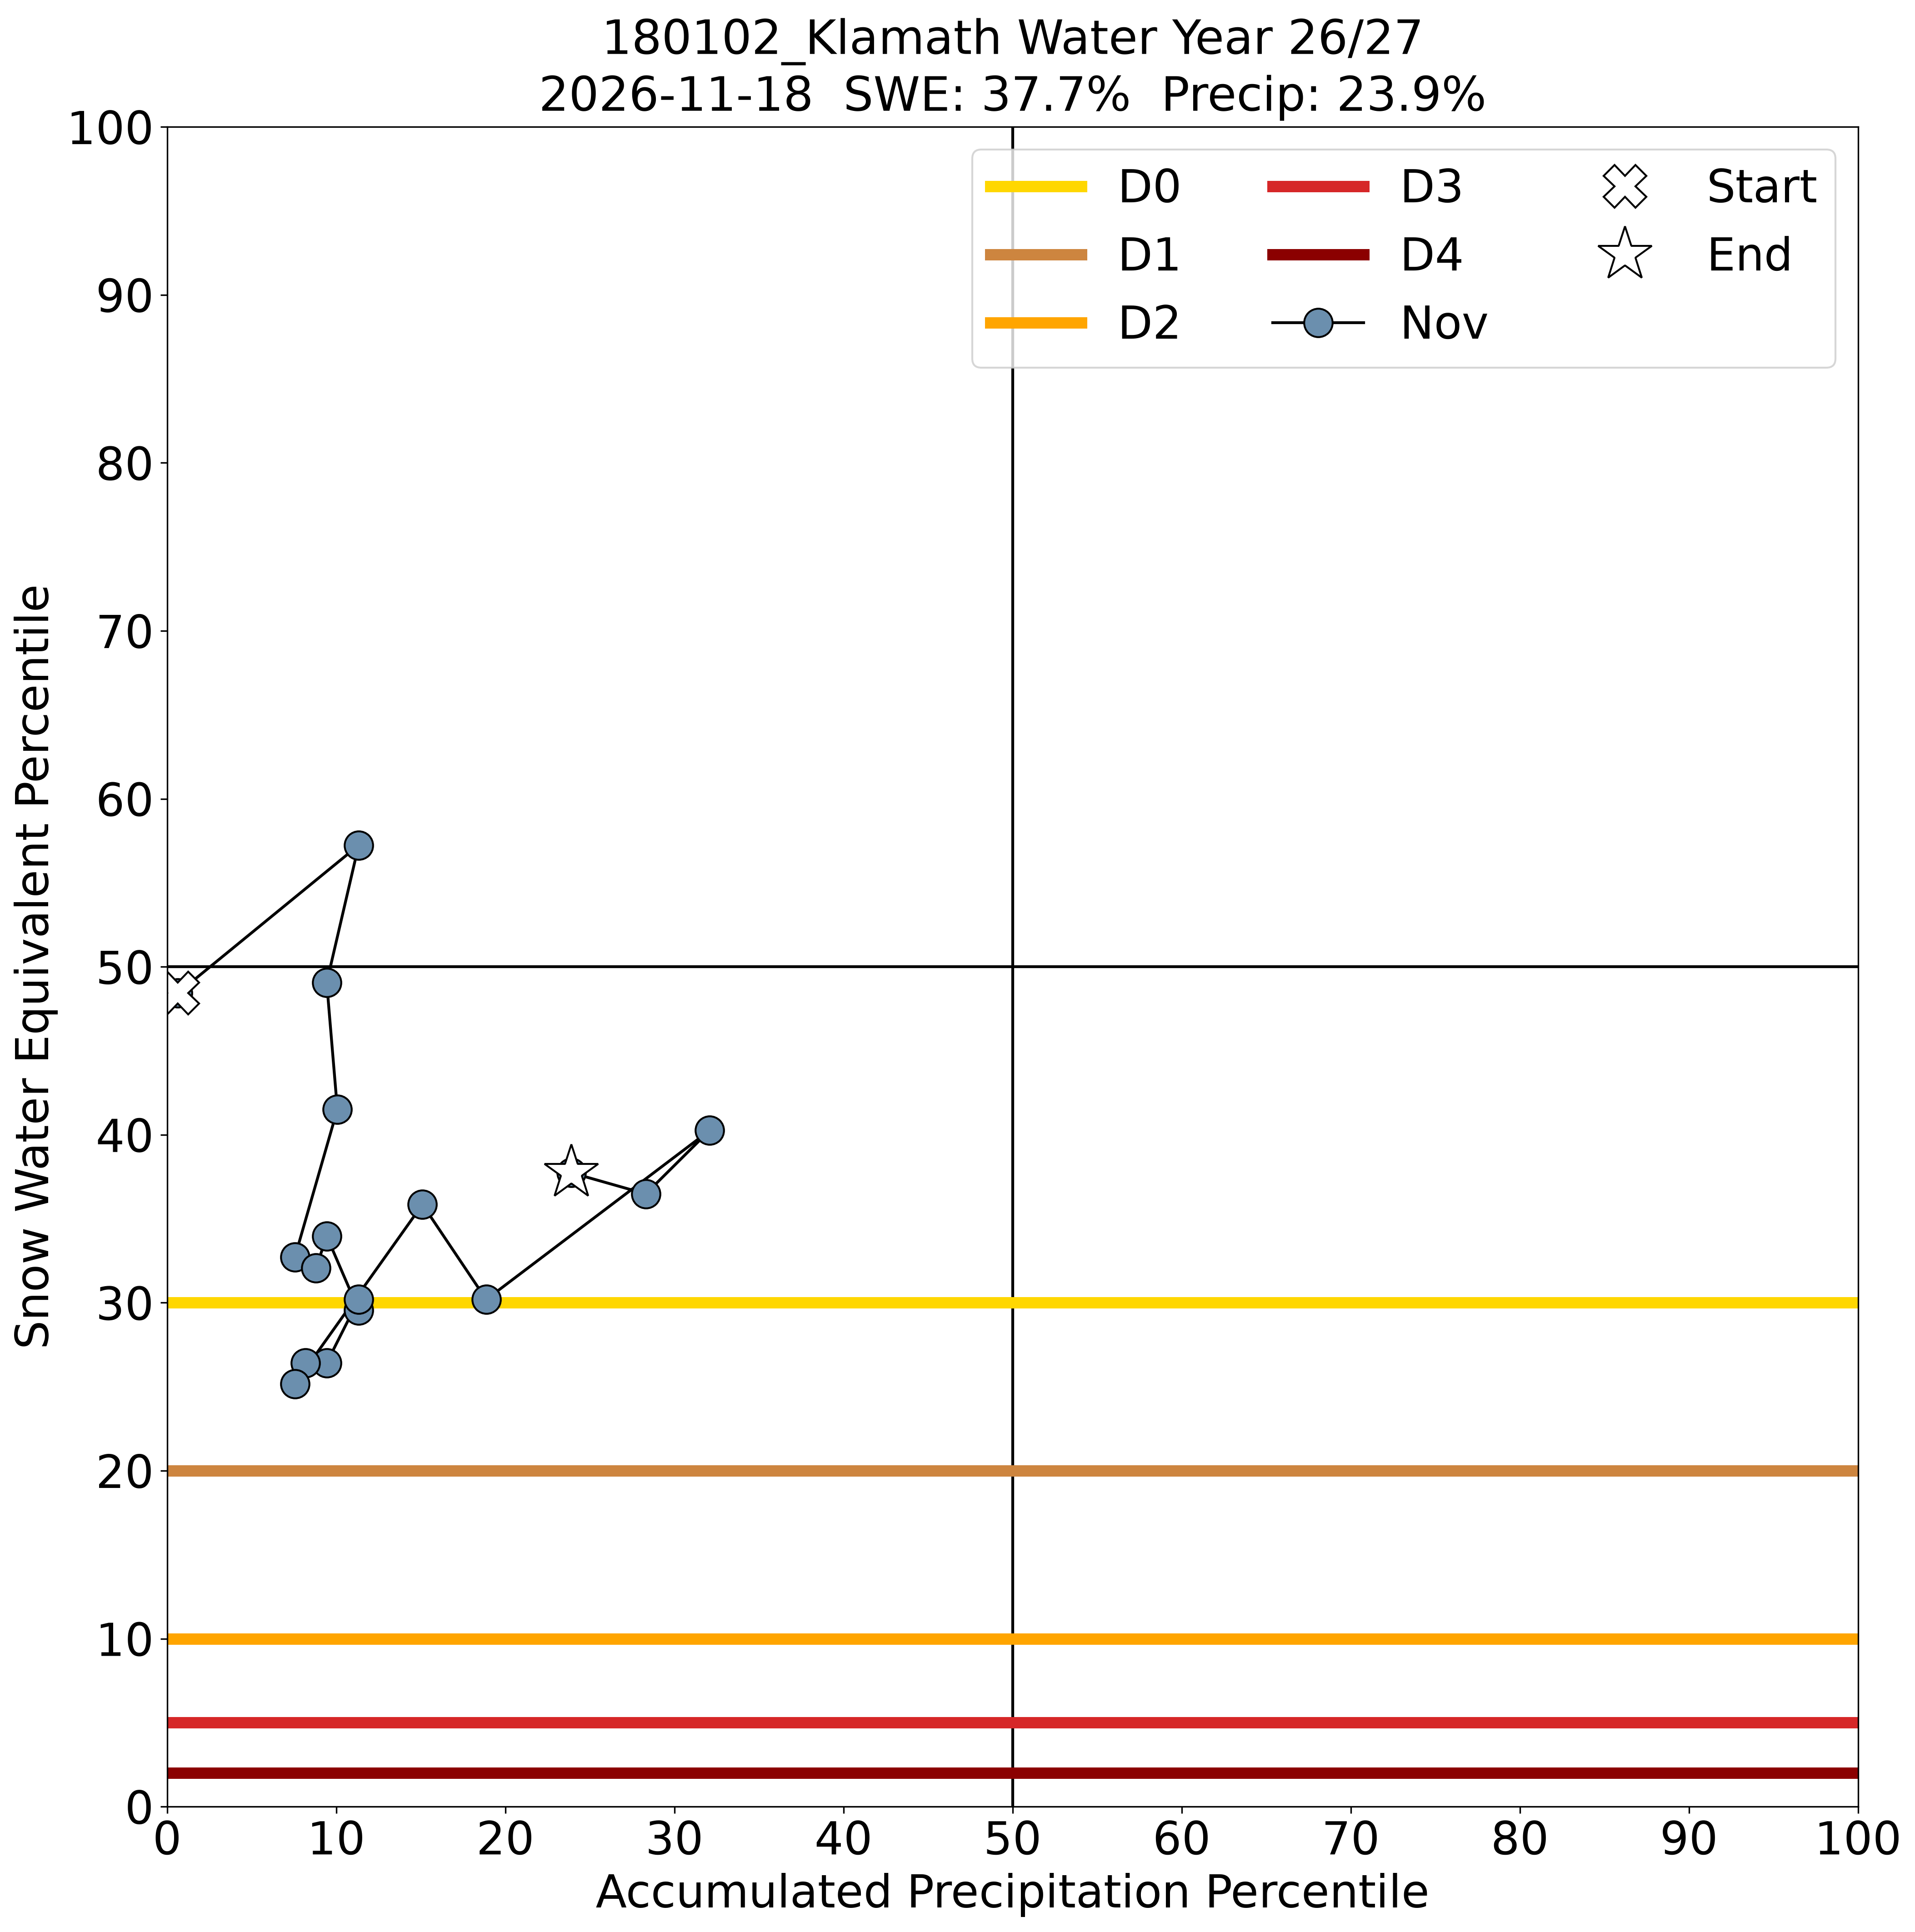 180102_Klamath Water Year 26/27
2026-11-18  SWE: 37.7%  Precip: 23.9%
D0
D1
D2
D3
D4
Nov
Start
End
100
90
80
70
60
50
40
30
20
10
0
Snow Water Equivalent Percentile
0 10 20 30 40 50 60 70 80 90 100
Accumulated Precipitation Percentile